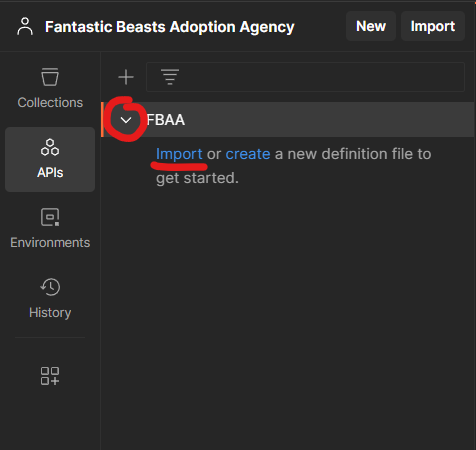 Fantastic Beasts Adoption Agency
New
Import
Collections
APIs
Environments
History
FBAA
Import or create a new definition file to
get started.